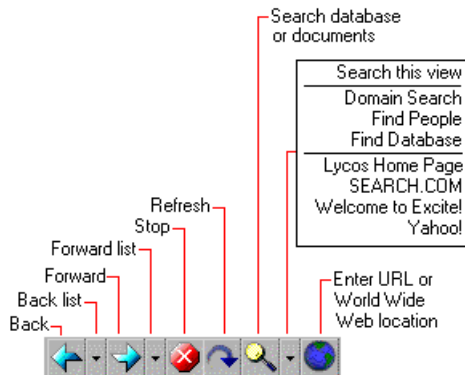 Search database
or documents
Search this view
Domain Search
Find People
Find Database
Lycos Home Page
SEARCH.COM
Welcome to Excite!
Yahoo!
Refresh
Stop
Forward list
Forward
Back list
Back
Enter URL or
World Wide
Web location